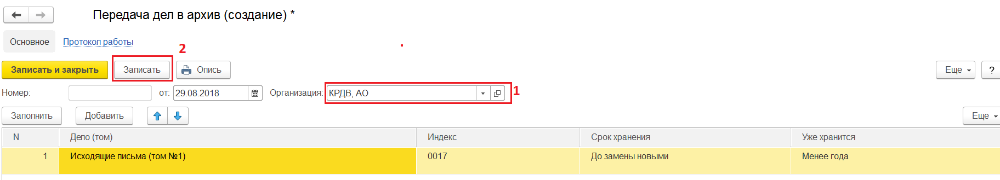 Передача дел в архив (создание) *
Основное Протокол работы
2
Записать и закрыть Записать Опись Еще ?
Номер: от: 29.08.2018 Организация: КРДВ, АО 1
Заполнить Добавить Еще
N Депо (том) Индекс Срок хранения Уже хранится
1 Исходящие письма (том №1) 0017 До замены новыми Менее года